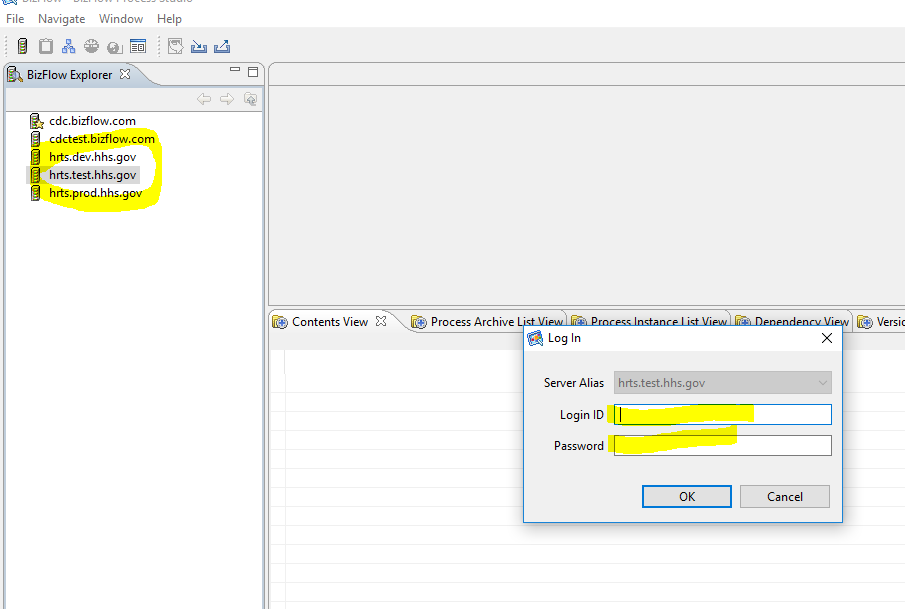 BizFlow - BizFlow Process Studio
File Navigate Window Help
BizFlow Explorer
cdc.bizflow.com
cdctest.bizflow.com
hrts.dev.hhs.gov
hrts.test.hhs.gov
hrts.prod.hhs.gov
Contents View Process Archive List View Process Instance List View Dependency View Versio
Log In
Server Alias hrts.test.hhs.gov
Login ID
Password
OK Cancel